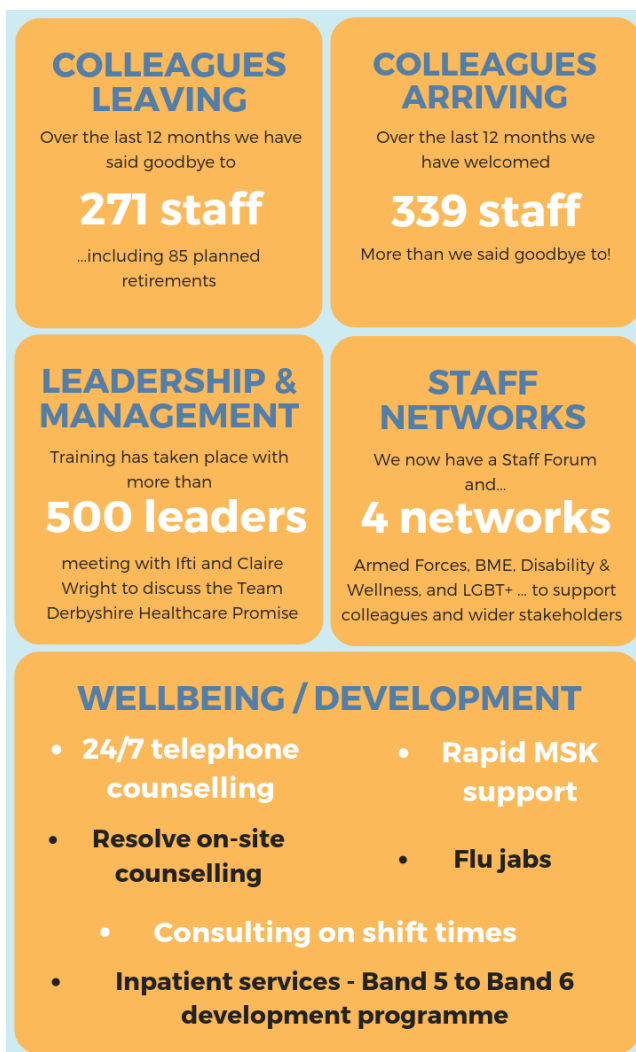 COLLEAGUES
LEAVING
Over the last 12 months we have
said goodbye to
271 staff
...including 85 planned
retirements
COLLEAGUES
ARRIVING
Over the last 12 months we
have welcomed
339 staff
More than we said goodbye to!
LEADERSHIP &
MANAGEMENT
Training has taken place with
more than
500 leaders
meeting with Ifti and Claire
Wright to discuss the Team
Derbyshire Healthcare Promise
STAFF
NETWORKS
We now have a Staff Forum
and...
4 networks
Armed Forces, BME, Disability &
Wellness, and LGBT+ ... to support
colleagues and wider stakeholders
WELLBEING / DEVELOPMENT
• 24/7 telephone
counselling
• Rapid MSK
support
• Resolve on-site
counselling
• Flu jabs
• Consulting on shift times
• Inpatient services - Band 5 to Band 6
development programme